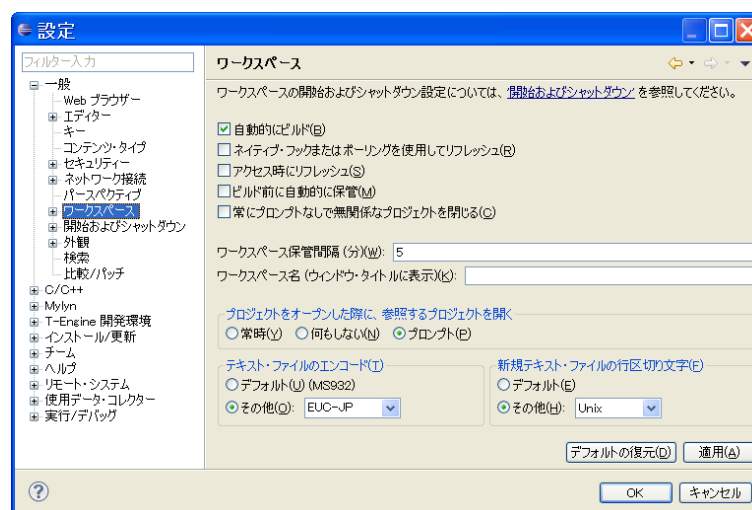 設定
フィルター入力
一般
Web ブラウザー
エディター
キー
コンテンツ・タイプ
セキュリティー
ネットワーク接続
パースペクティブ
ワークスペース
開始およびシャットダウン
外観
検索
比較/パッチ
C/C++
Mylyn
T-Engine 開発環境
インストール/更新
チーム
ヘルプ
リモート・システム
使用データ・コレクター
実行/デバッグ
ワークスペース
ワークスペースの開始およびシャットダウン設定については、'開始およびシャットダウン' を参照してください。
自動的にビルド(B)
ネイティブ・フックまたはポーリングを使用してリフレッシュ(R)
アクセス時にリフレッシュ(S)
ビルド前に自動的に保管(M)
常にプロンプトなしで無関係なプロジェクトを閉じる(C)
ワークスペース保管間隔 (分)(W): 5
ワークスペース名 (ウィンドウ・タイトルに表示)(K):
プロジェクトをオープンした際に、参照するプロジェクトを開く
常時(Y) 何もしない(N) プロンプト(P)
テキスト・ファイルのエンコード(T)
デフォルト(U) (MS932)
その他(O): EUC-JP
新規テキスト・ファイルの行区切り文字(F)
デフォルト(E)
その他(H): Unix
デフォルトの復元(D) 適用(A)
OK キャンセル